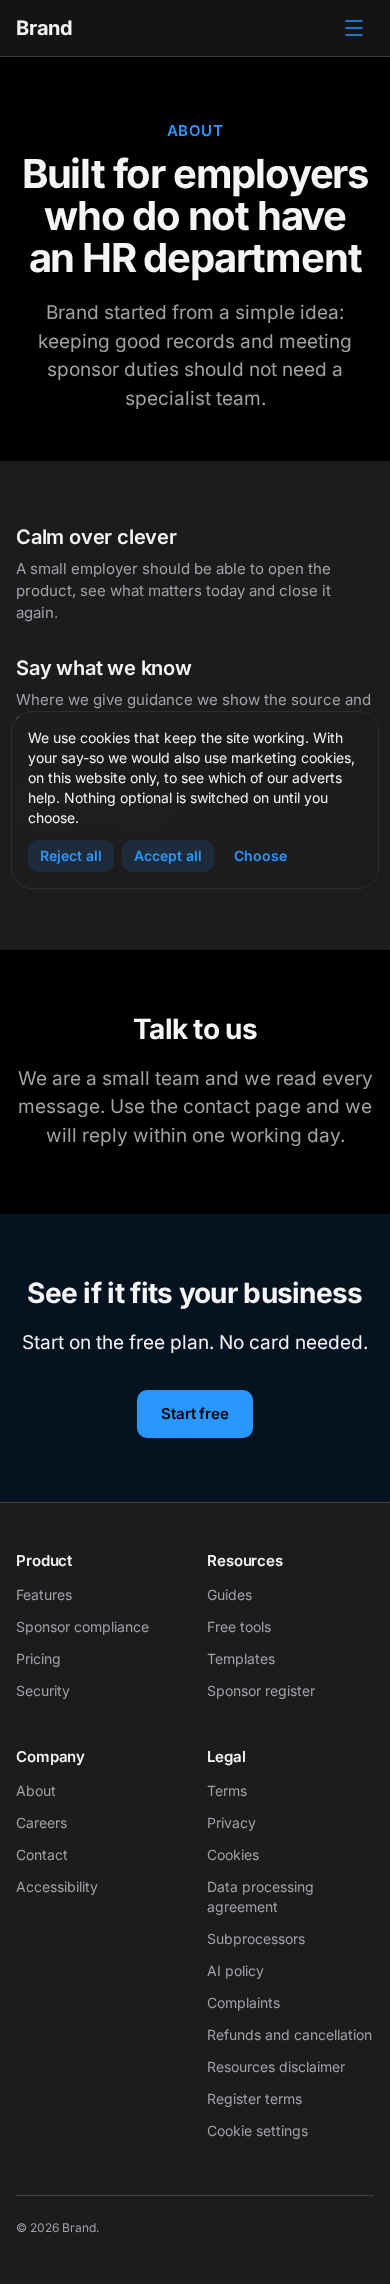 Brand
ABOUT
Built for employers
who do not have
an HR department
Brand started from a simple idea:
keeping good records and meeting
sponsor duties should not need a
specialist team.
Calm over clever
A small employer should be able to open the
product, see what matters today and close it
again.
Say what we know
Where we give guidance we show the source and
We use cookies that keep the site working. With
your say-so we would also use marketing cookies,
on this website only, to see which of our adverts
help. Nothing optional is switched on until you
choose.
Reject all
Accept all
Choose
Talk to us
We are a small team and we read every
message. Use the contact page and we
will reply within one working day.
See if it fits your business
Start on the free plan. No card needed.
Start free
Product
Features
Sponsor compliance
Pricing
Security
Resources
Guides
Free tools
Templates
Sponsor register
Company
About
Careers
Contact
Accessibility
Legal
Terms
Privacy
Cookies
Data processing
agreement
Subprocessors
AI policy
Complaints
Refunds and cancellation
Resources disclaimer
Register terms
Cookie settings
© 2026 Brand.